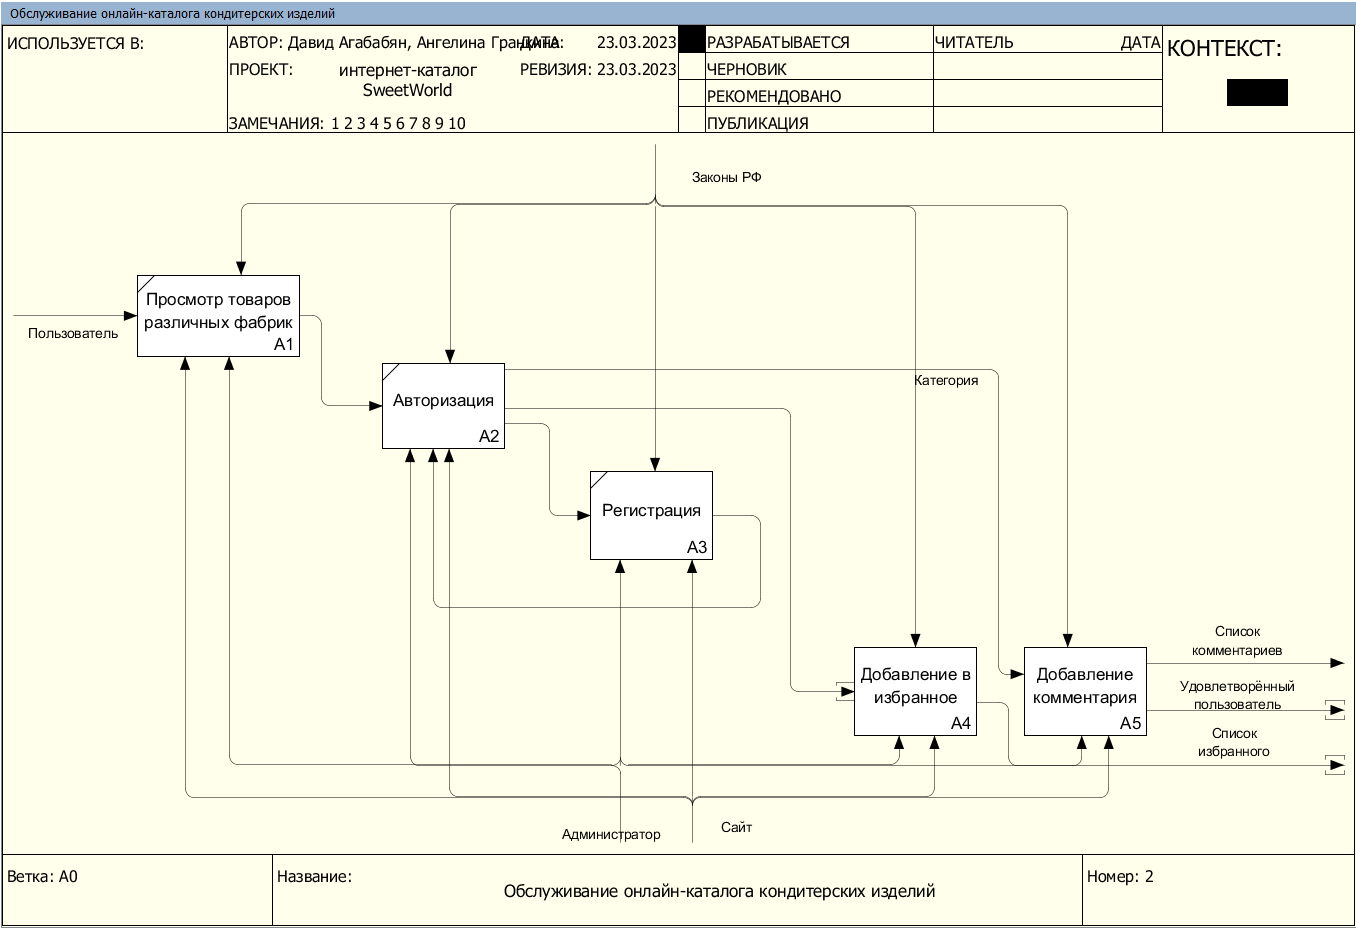 Обслуживание онлайн-каталога кондитерских изделий
ИСПОЛЬЗУЕТСЯ В:
АВТОР: Давид Агабабян, Ангелина Гранкина
ДАТА: 23.03.2023
РАЗРАБАТЫВАЕТСЯ
ЧИТАТЕЛЬ
ДАТА
КОНТЕКСТ:
ПРОЕКТ: интернет-каталог
SweetWorld
РЕВИЗИЯ: 23.03.2023
ЧЕРНОВИК
РЕКОМЕНДОВАНО
ЗАМЕЧАНИЯ: 1 2 3 4 5 6 7 8 9 10
ПУБЛИКАЦИЯ
Законы РФ
Просмотр товаров
различных фабрик
A1
Пользователь
Авторизация
A2
Категория
Регистрация
A3
Добавление в
избранное
A4
Добавление
комментария
A5
Список
комментариев
Удовлетворённый
пользователь
Список
избранного
Администратор
Сайт
Ветка: A0
Название:
Обслуживание онлайн-каталога кондитерских изделий
Номер: 2